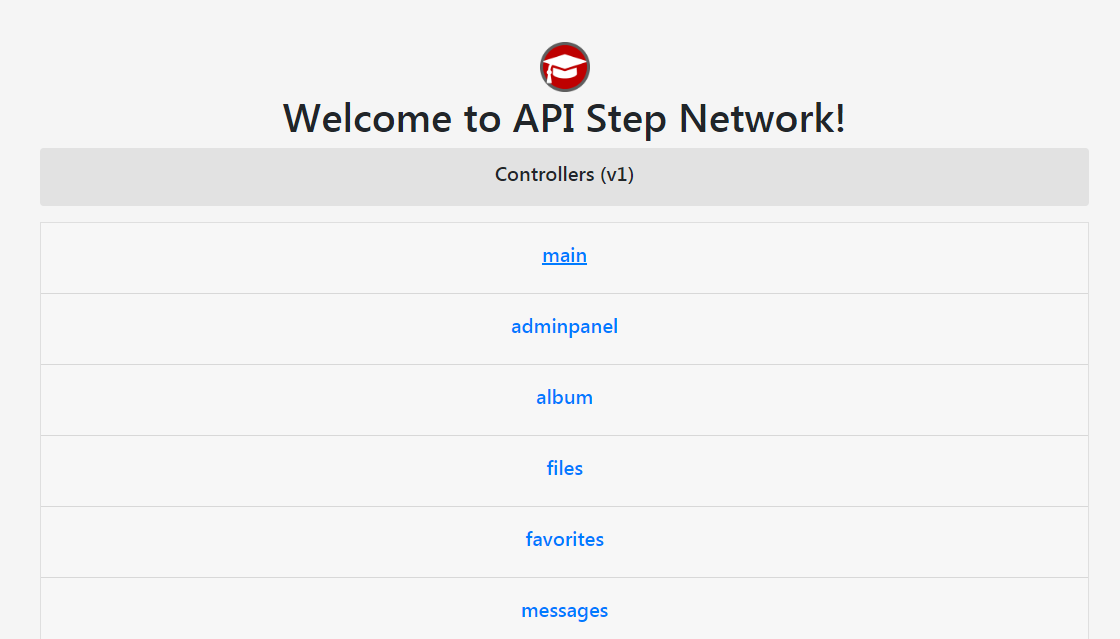 Welcome to API Step Network!
Controllers (v1)
main
adminpanel
album
files
favorites
messages